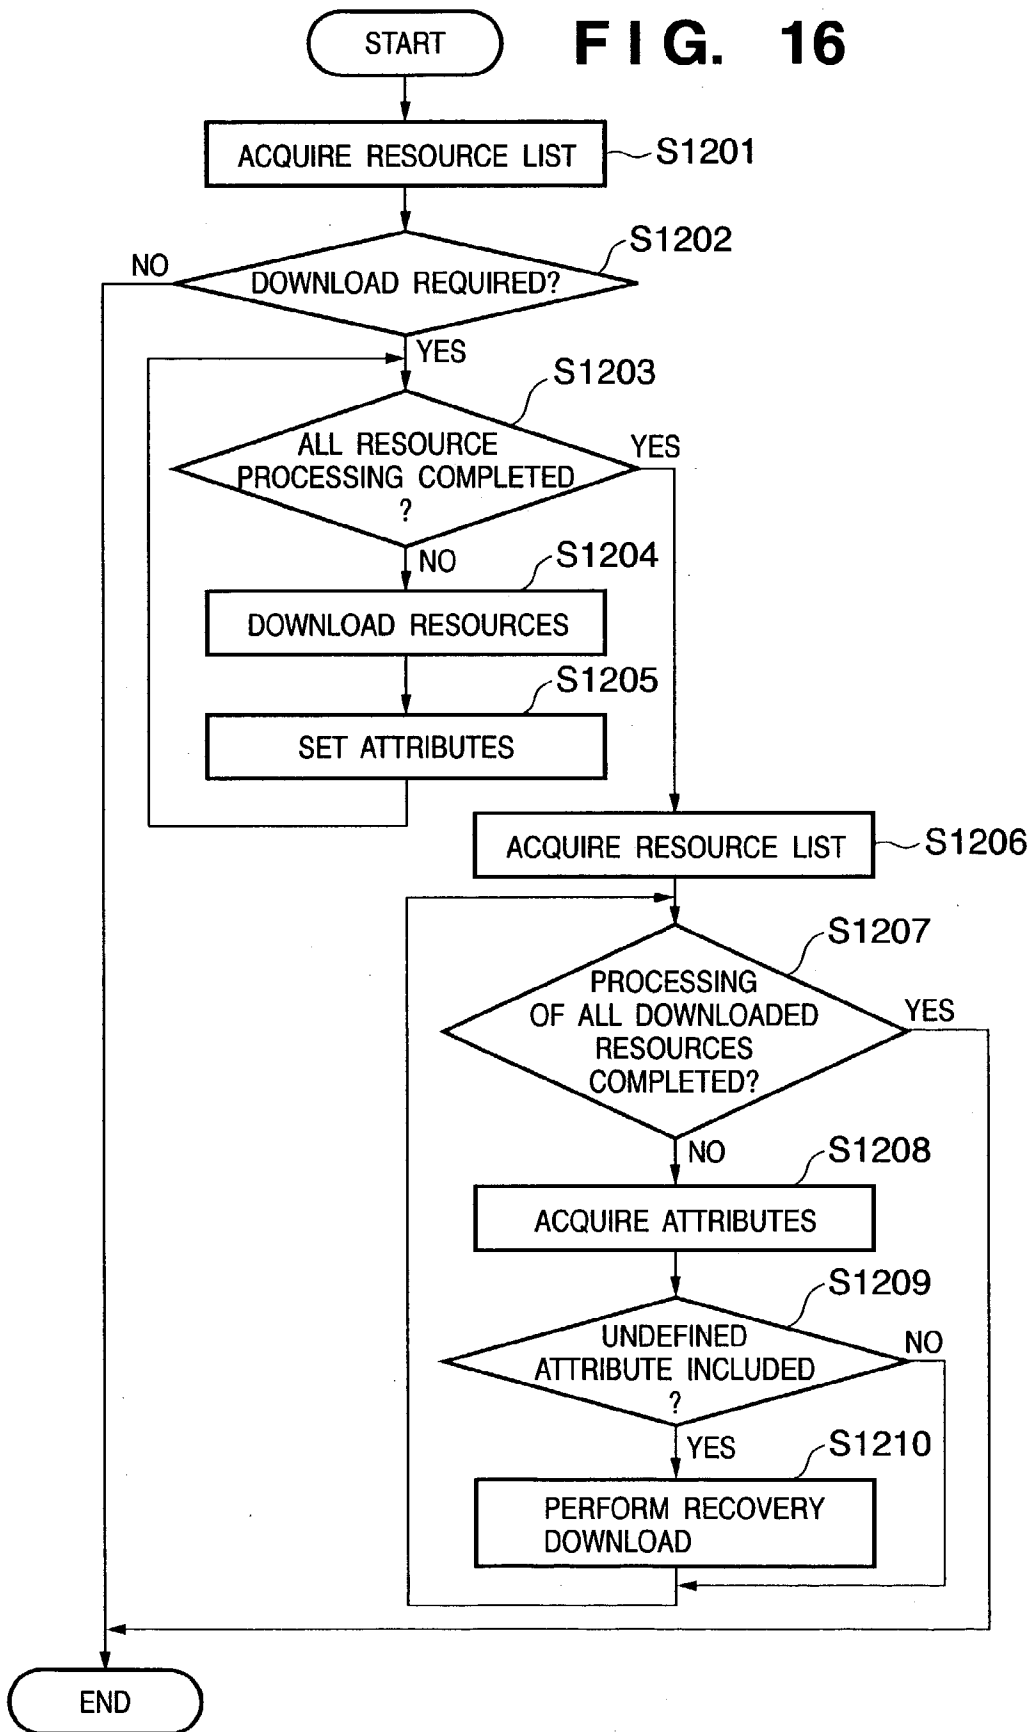 START
FIG. 16
ACQUIRE RESOURCE LIST
S1201
S1202
NO
DOWNLOAD REQUIRED?
YES
S1203
ALL RESOURCE
PROCESSING COMPLETED
?
YES
NO
S1204
DOWNLOAD RESOURCES
S1205
SET ATTRIBUTES
ACQUIRE RESOURCE LIST
S1206
S1207
PROCESSING
OF ALL DOWNLOADED
RESOURCES
COMPLETED?
YES
NO
S1208
ACQUIRE ATTRIBUTES
S1209
UNDEFINED
ATTRIBUTE INCLUDED
?
NO
YES
S1210
PERFORM RECOVERY
DOWNLOAD
END